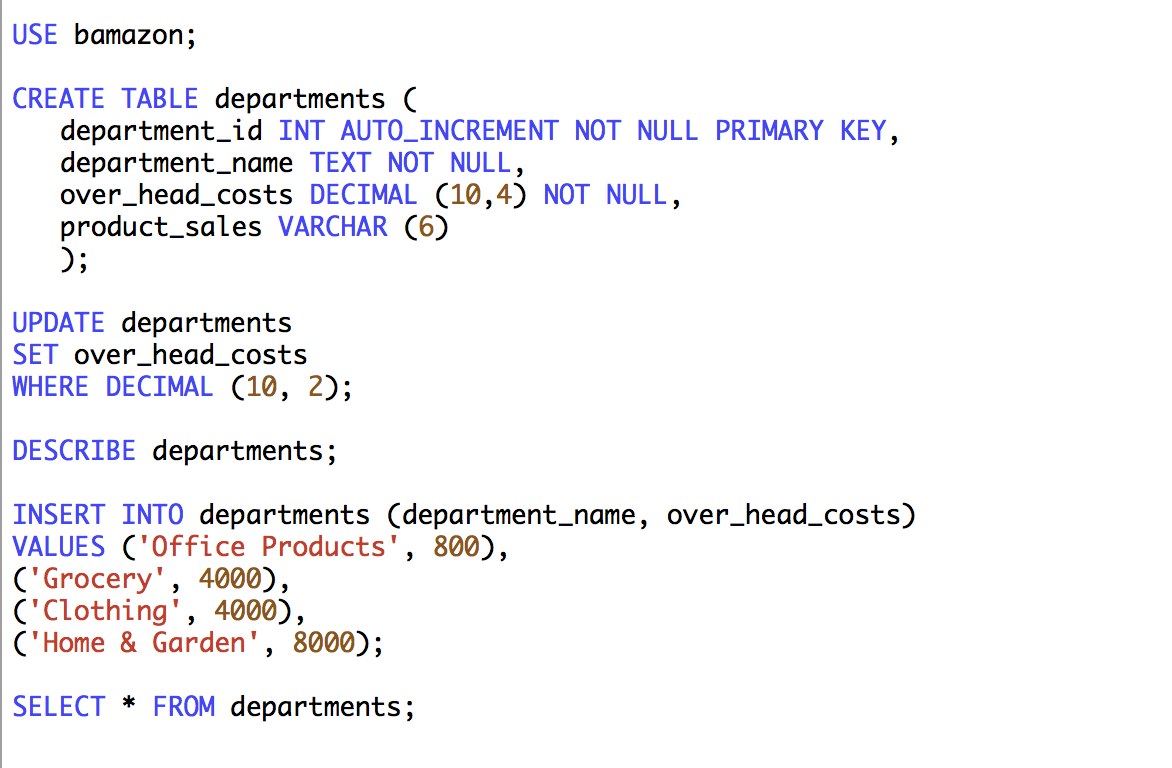 USE bamazon;
CREATE TABLE departments (
department_id INT AUTO_INCREMENT NOT NULL PRIMARY KEY,
department_name TEXT NOT NULL,
over_head_costs DECIMAL (10,4) NOT NULL,
product_sales VARCHAR (6)
);
UPDATE departments
SET over_head_costs
WHERE DECIMAL (10, 2);
DESCRIBE departments;
INSERT INTO departments (department_name, over_head_costs)
VALUES ('Office Products', 800),
('Grocery', 4000),
('Clothing', 4000),
('Home & Garden', 8000);
SELECT * FROM departments;